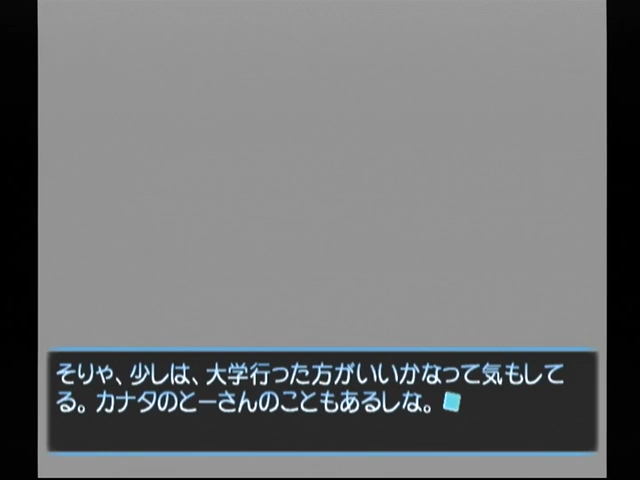 そりゃ、少しは、大学行った方がいいかなって気もして
る。カナタのとーさんのこともあるしな。